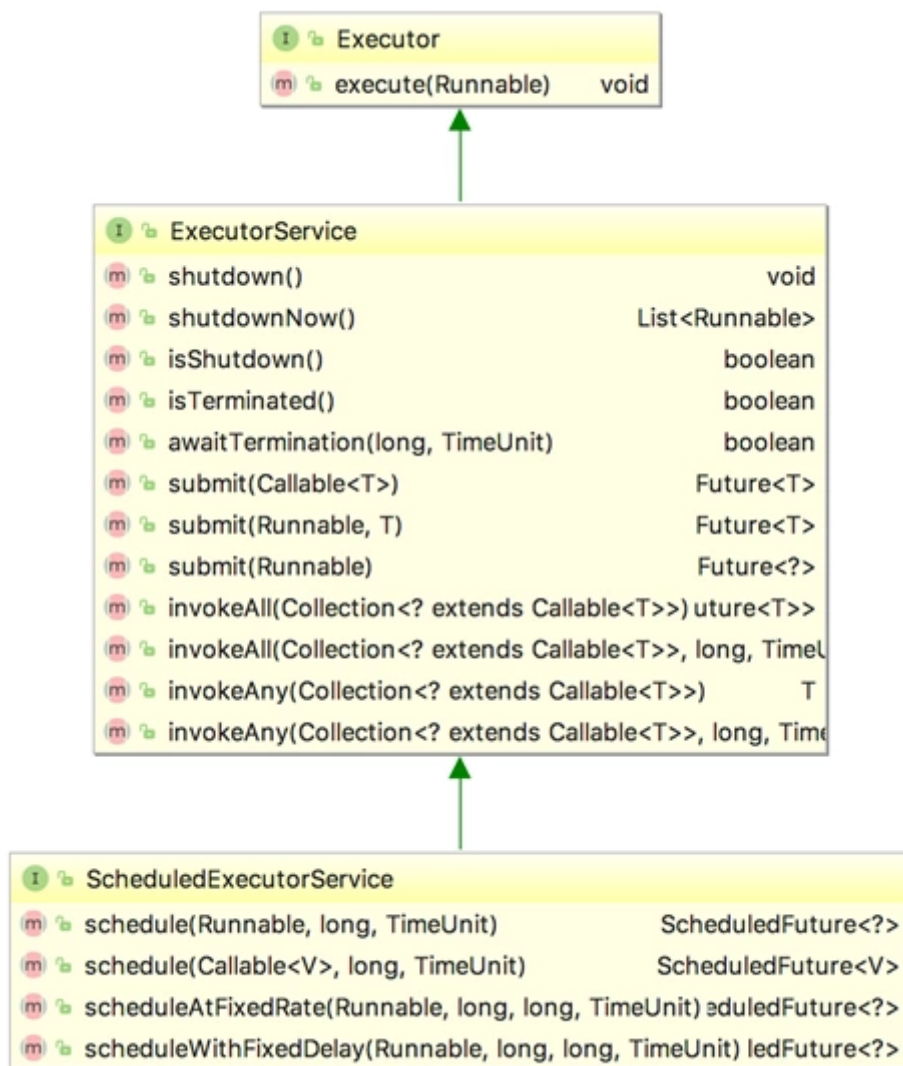 Executor
execute(Runnable) void
ExecutorService
shutdown() void
shutdownNow() List<Runnable>
isShutdown() boolean
isTerminated() boolean
awaitTermination(long, TimeUnit) boolean
submit(Callable<T>) Future<T>
submit(Runnable, T) Future<T>
submit(Runnable) Future<?>
invokeAll(Collection<? extends Callable<T>>) uture<T>>
invokeAll(Collection<? extends Callable<T>>, long, TimeU
invokeAny(Collection<? extends Callable<T>>) T
invokeAny(Collection<? extends Callable<T>>, long, Time
ScheduledExecutorService
schedule(Runnable, long, TimeUnit) ScheduledFuture<?>
schedule(Callable<V>, long, TimeUnit) ScheduledFuture<V>
scheduleAtFixedRate(Runnable, long, long, TimeUnit) eduledFuture<?>
scheduleWithFixedDelay(Runnable, long, long, TimeUnit) ledFuture<?>